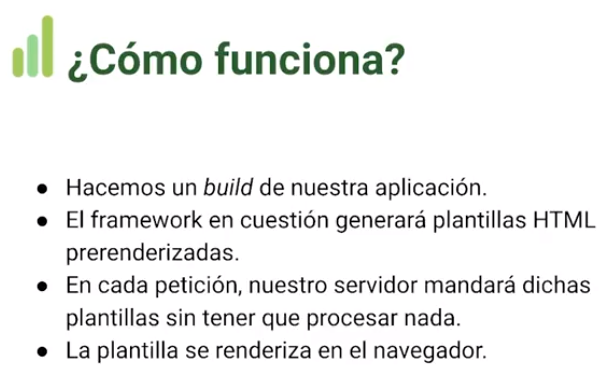 ¿Cómo funciona?
● Hacemos un build de nuestra aplicación.
● El framework en cuestión generará plantillas HTML
prerenderizadas.
● En cada petición, nuestro servidor mandará dichas
plantillas sin tener que procesar nada.
● La plantilla se renderiza en el navegador.